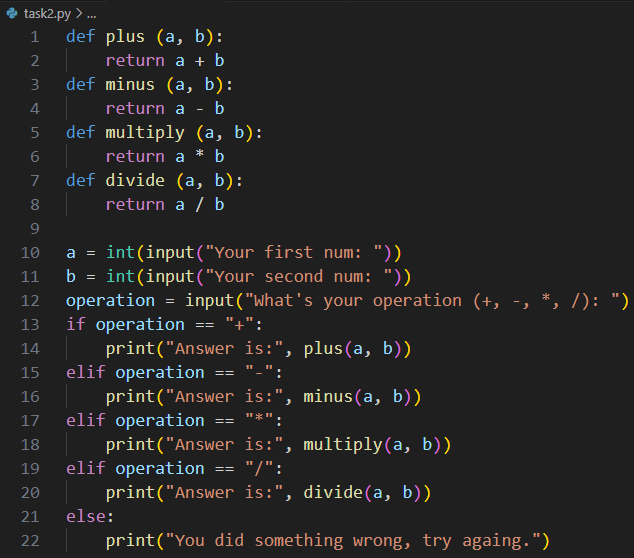 task2.py > ...
1 def plus (a, b):
2     return a + b
3 def minus (a, b):
4     return a - b
5 def multiply (a, b):
6     return a * b
7 def divide (a, b):
8     return a / b
9
10 a = int(input("Your first num: "))
11 b = int(input("Your second num: "))
12 operation = input("What's your operation (+, -, *, /): ")
13 if operation == "+":
14     print("Answer is:", plus(a, b))
15 elif operation == "-":
16     print("Answer is:", minus(a, b))
17 elif operation == "*":
18     print("Answer is:", multiply(a, b))
19 elif operation == "/":
20     print("Answer is:", divide(a, b))
21 else:
22     print("You did something wrong, try againg.")